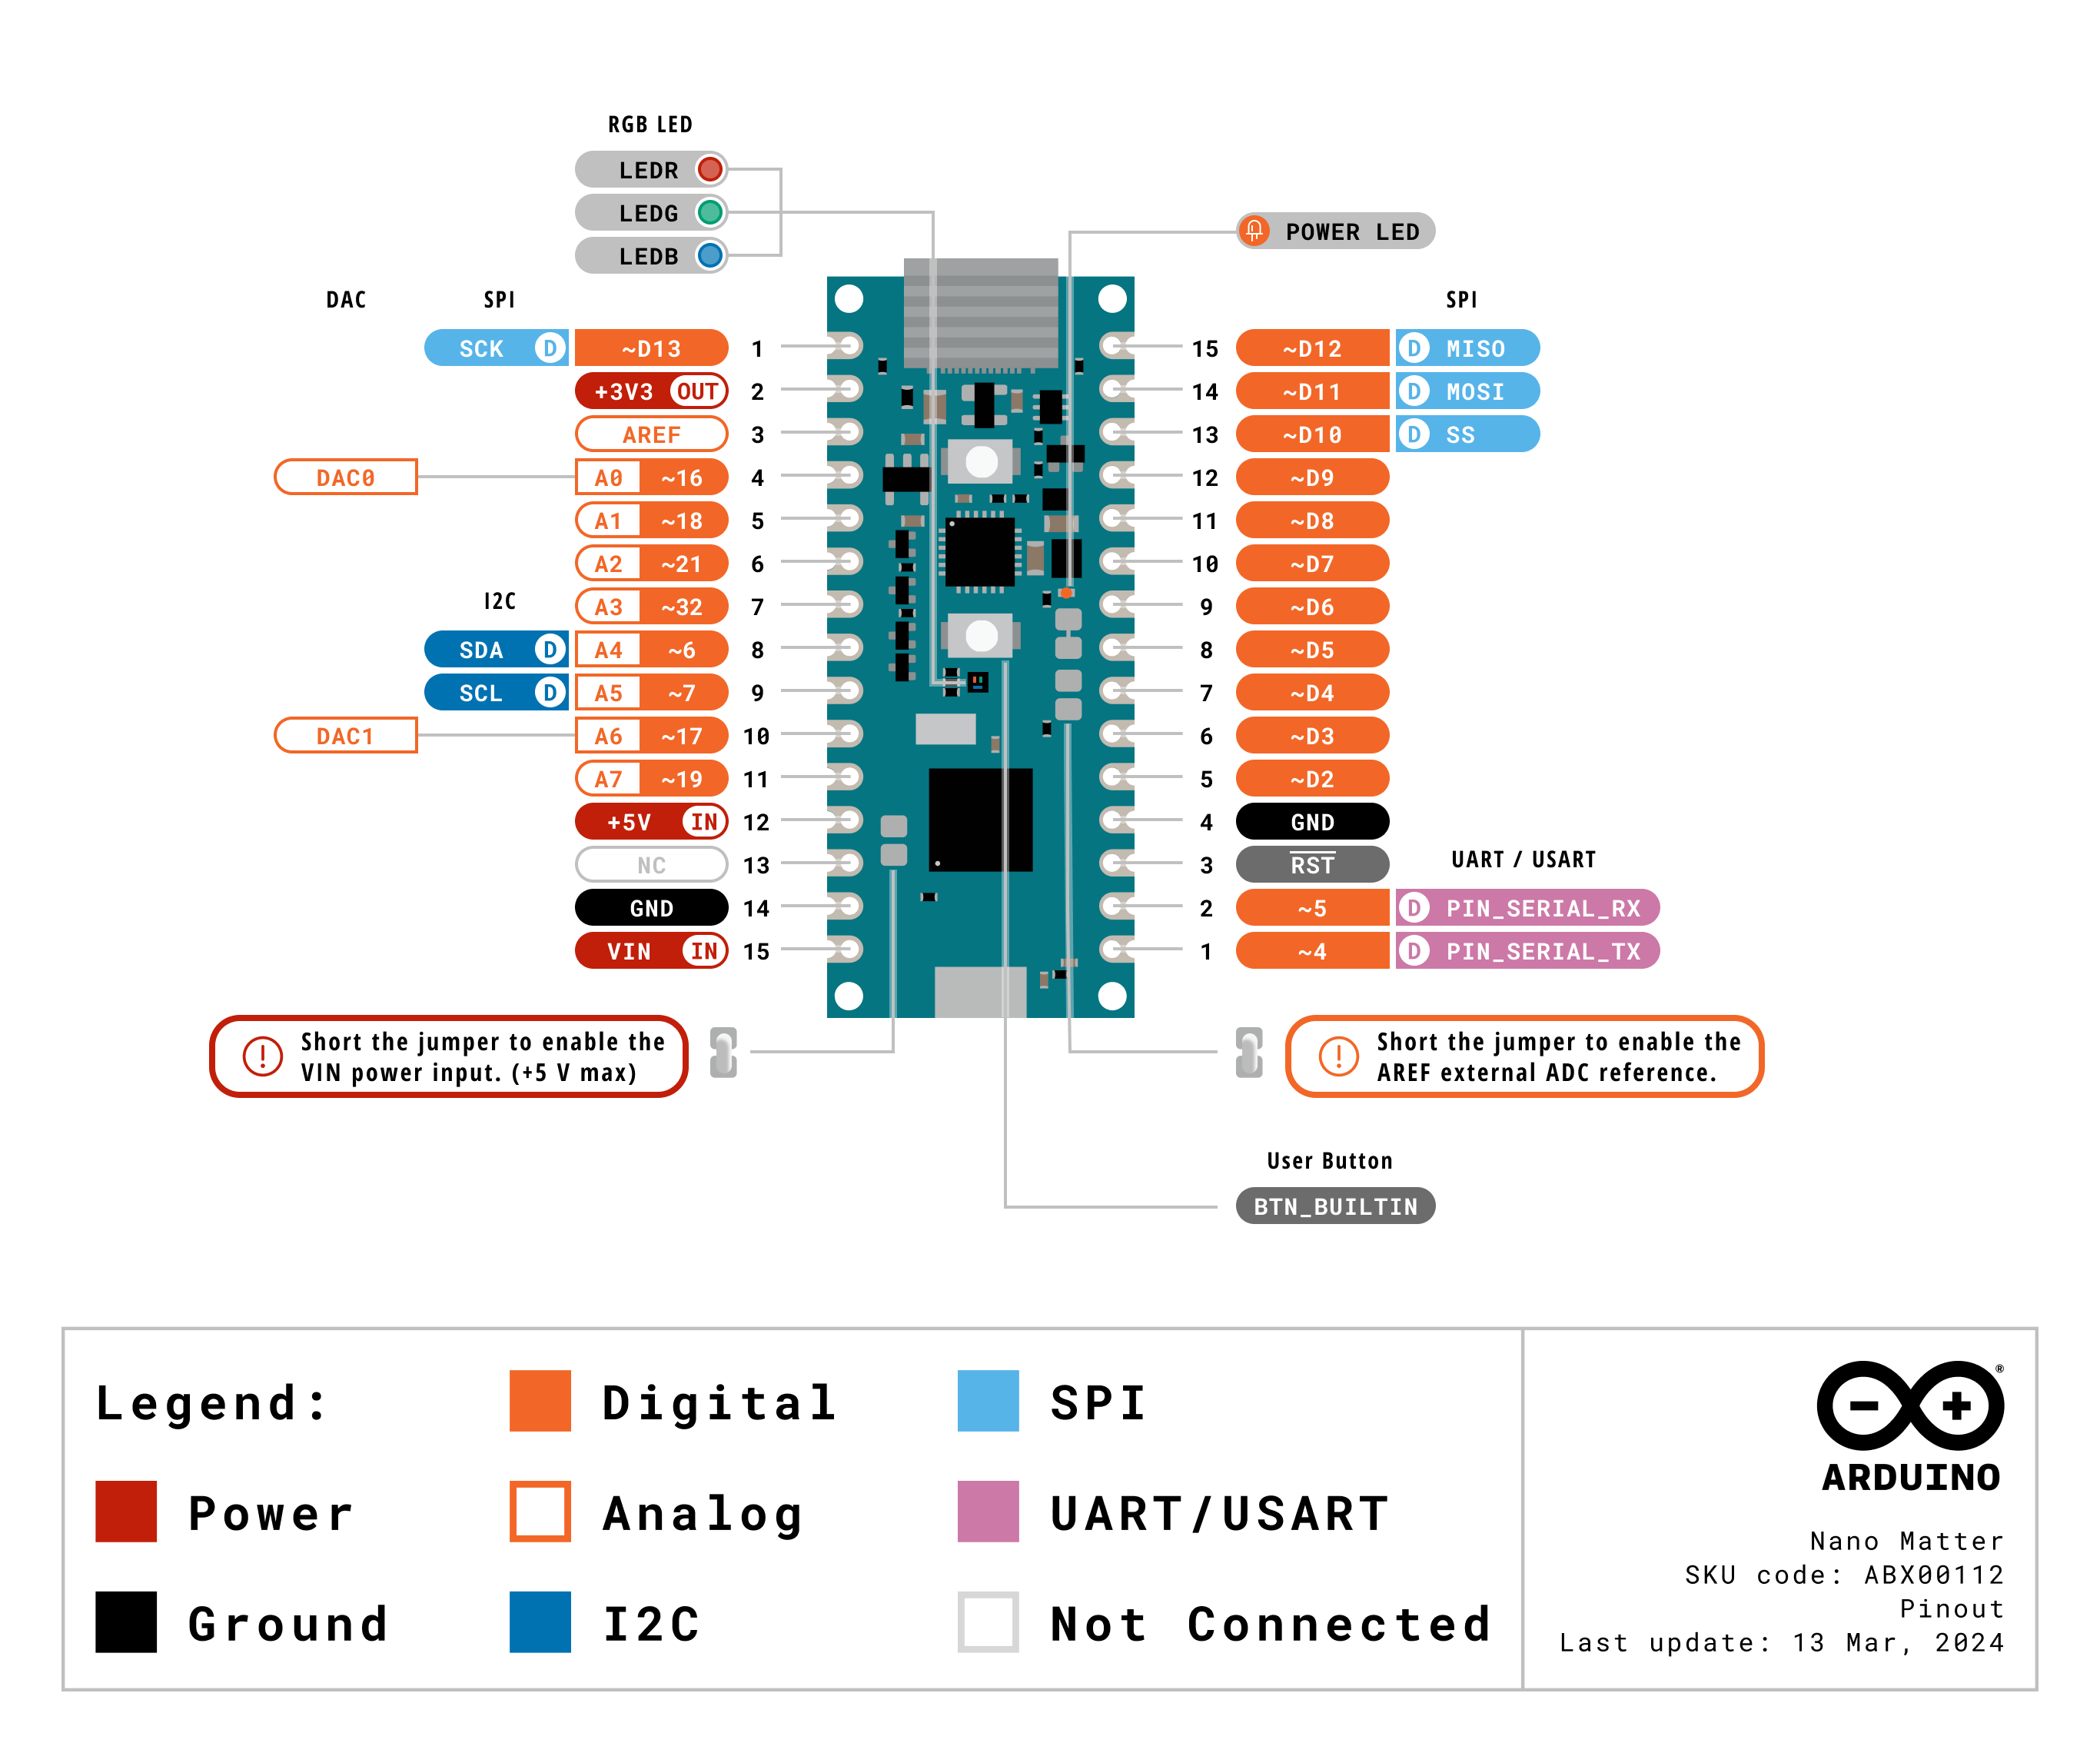 RGB LED
LEDR
LEDG
LEDB
POWER LED
DAC SPI SPI
SCK D ~D13 1 15 ~D12 D MISO
+3V3 OUT 2 14 ~D11 D MOSI
AREF 3 13 ~D10 D SS
DAC0 A0 ~16 4 12 ~D9
A1 ~18 5 11 ~D8
A2 ~21 6 10 ~D7
I2C
A3 ~32 7 9 ~D6
SDA D A4 ~6 8 8 ~D5
SCL D A5 ~7 9 7 ~D4
DAC1 A6 ~17 10 6 ~D3
A7 ~19 11 5 ~D2
+5V IN 12 4 GND
UART / USART
NC 13 3 RST
GND 14 2 ~5 D PIN_SERIAL_RX
VIN IN 15 1 ~4 D PIN_SERIAL_TX
Short the jumper to enable the
VIN power input. (+5 V max)
Short the jumper to enable the
AREF external ADC reference.
User Button
BTN_BUILTIN
Legend:
Digital
SPI
Power
Analog
UART/USART
Ground
I2C
Not Connected
®
ARDUINO
Nano Matter
SKU code: ABX00112
Pinout
Last update: 13 Mar, 2024